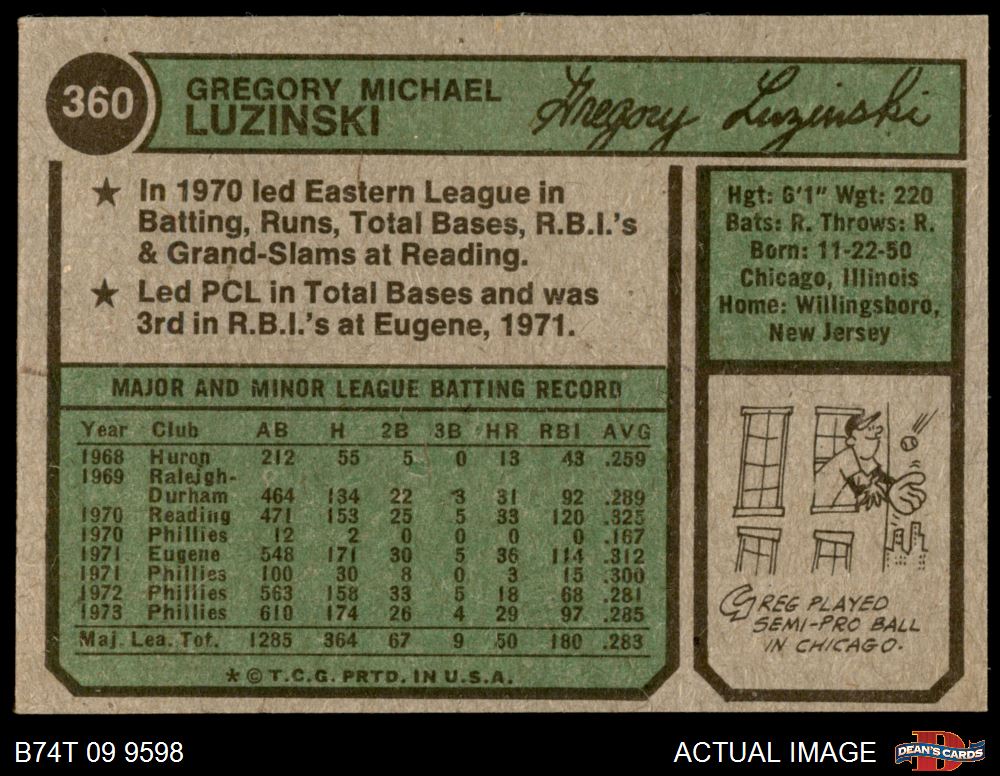 360
GREGORY MICHAEL
LUZINSKI
Gregory Luzinski
★ In 1970 led Eastern League in
Batting, Runs, Total Bases, R.B.I.'s
& Grand-Slams at Reading.
★ Led PCL in Total Bases and was
3rd in R.B.I.'s at Eugene, 1971.
Hgt: 6'1" Wgt: 220
Bats: R. Throws: R.
Born: 11-22-50
Chicago, Illinois
Home: Willingsboro,
New Jersey
MAJOR AND MINOR LEAGUE BATTING RECORD
Year Club AB H 2B 3B HR RBI AVG
1968 Huron 212 55 5 0 13 43 .259
1969 Raleigh-
Durham 464 134 22 3 31 92 .289
1970 Reading 471 153 25 5 33 120 .325
1970 Phillies 12 2 0 0 0 0 .167
1971 Eugene 548 171 30 5 36 114 .312
1971 Phillies 100 30 8 0 3 15 .300
1972 Phillies 563 158 33 5 18 68 .281
1973 Phillies 610 174 26 4 29 97 .285
Maj. Lea. Tot. 1285 364 67 9 50 180 .283
* © T.C.G. PRTD. IN U.S.A.
GREG PLAYED
SEMI-PRO BALL
IN CHICAGO.
B74T 09 9598
ACTUAL IMAGE
DEAN'S CARDS